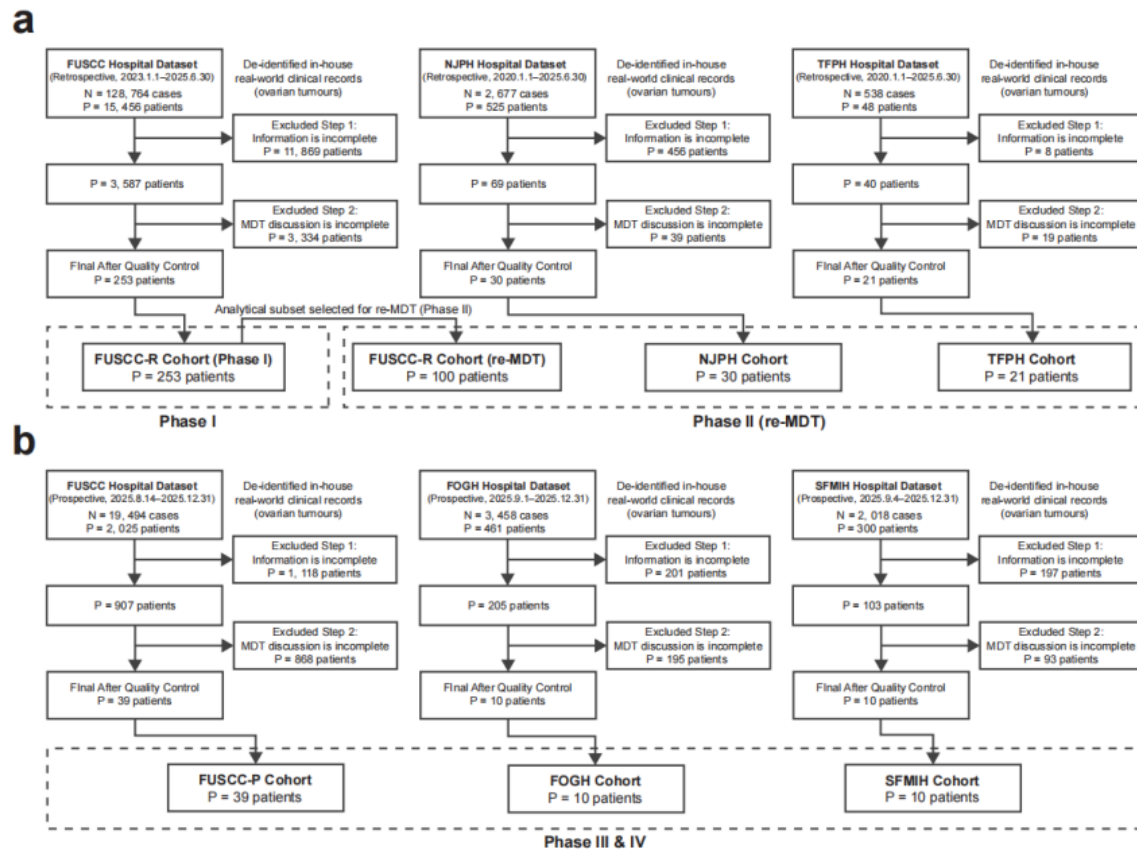 a
FUSCC Hospital Dataset
(Retrospective, 2023.1.1–2025.6.30)
N = 128, 764 cases
P = 15, 456 patients
De-identified in-house
real-world clinical records
(ovarian tumours)
Excluded Step 1:
Information is incomplete
P = 11, 869 patients
P = 3, 587 patients
Excluded Step 2:
MDT discussion is incomplete
P = 3, 334 patients
FInal After Quality Control
P = 253 patients
NJPH Hospital Dataset
(Retrospective, 2020.1.1–2025.6.30)
N = 2, 677 cases
P = 525 patients
De-identified in-house
real-world clinical records
(ovarian tumours)
Excluded Step 1:
Information is incomplete
P = 456 patients
P = 69 patients
Excluded Step 2:
MDT discussion is incomplete
P = 39 patients
FInal After Quality Control
P = 30 patients
TFPH Hospital Dataset
(Retrospective, 2020.1.1–2025.6.30)
N = 538 cases
P = 48 patients
De-identified in-house
real-world clinical records
(ovarian tumours)
Excluded Step 1:
Information is incomplete
P = 8 patients
P = 40 patients
Excluded Step 2:
MDT discussion is incomplete
P = 19 patients
FInal After Quality Control
P = 21 patients
Analytical subset selected for re-MDT (Phase II)
FUSCC-R Cohort (Phase I)
P = 253 patients
FUSCC-R Cohort (re-MDT)
P = 100 patients
NJPH Cohort
P = 30 patients
TFPH Cohort
P = 21 patients
Phase I
Phase II (re-MDT)
b
FUSCC Hospital Dataset
(Prospective, 2025.8.14–2025.12.31)
N = 19, 494 cases
P = 2, 025 patients
De-identified in-house
real-world clinical records
(ovarian tumours)
Excluded Step 1:
Information is incomplete
P = 1, 118 patients
P = 907 patients
Excluded Step 2:
MDT discussion is incomplete
P = 868 patients
FInal After Quality Control
P = 39 patients
FOGH Hospital Dataset
(Prospective, 2025.9.1–2025.12.31)
N = 3, 458 cases
P = 461 patients
De-identified in-house
real-world clinical records
(ovarian tumours)
Excluded Step 1:
Information is incomplete
P = 201 patients
P = 205 patients
Excluded Step 2:
MDT discussion is incomplete
P = 195 patients
FInal After Quality Control
P = 10 patients
SFMIH Hospital Dataset
(Prospective, 2025.9.4–2025.12.31)
N = 2, 018 cases
P = 300 patients
De-identified in-house
real-world clinical records
(ovarian tumours)
Excluded Step 1:
Information is incomplete
P = 197 patients
P = 103 patients
Excluded Step 2:
MDT discussion is incomplete
P = 93 patients
FInal After Quality Control
P = 10 patients
FUSCC-P Cohort
P = 39 patients
FOGH Cohort
P = 10 patients
SFMIH Cohort
P = 10 patients
Phase III & IV